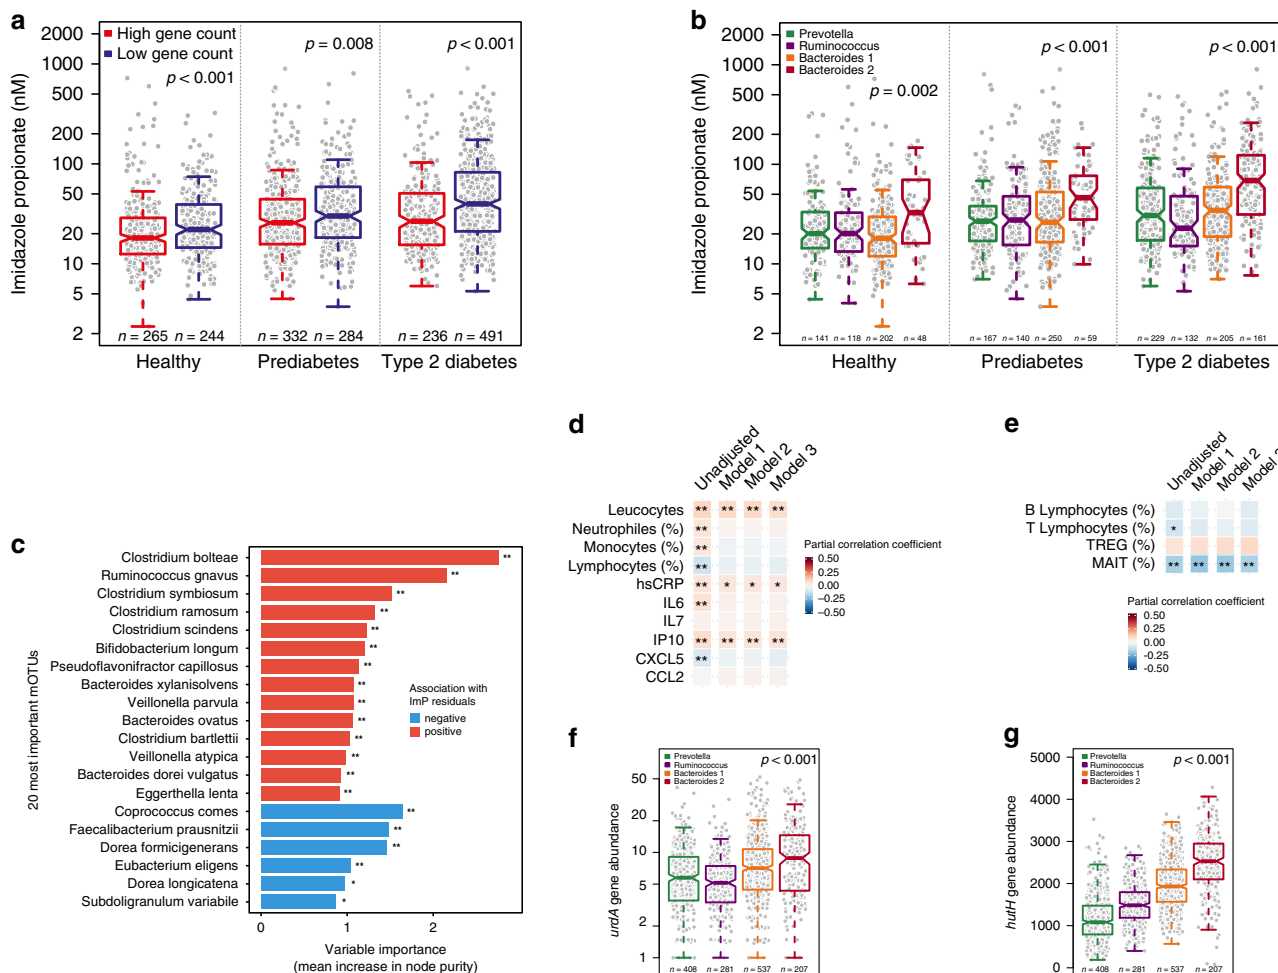 a
Imidazole propionate (nM)
2000
1000
500
200
100
50
20
10
5
2
High gene count
Low gene count
p < 0.001
p = 0.008
p < 0.001
n = 265 n = 244
n = 332 n = 284
n = 236 n = 491
Healthy
Prediabetes
Type 2 diabetes
b
Imidazole propionate (nM)
2000
1000
500
200
100
50
20
10
5
2
Prevotella
Ruminococcus
Bacteroides 1
Bacteroides 2
p = 0.002
p < 0.001
p < 0.001
n = 141 n = 118 n = 202 n = 48
n = 167 n = 140 n = 250 n = 59
n = 229 n = 132 n = 205 n = 161
Healthy
Prediabetes
Type 2 diabetes
c
20 most important mOTUs
Clostridium bolteae **
Ruminococcus gnavus **
Clostridium symbiosum **
Clostridium ramosum **
Clostridium scindens **
Bifidobacterium longum **
Pseudoflavonifractor capillosus **
Bacteroides xylanisolvens **
Veillonella parvula **
Bacteroides ovatus **
Clostridium bartlettii **
Veillonella atypica **
Bacteroides dorei vulgatus **
Eggerthella lenta **
Coprococcus comes **
Faecalibacterium prausnitzii **
Dorea formicigenerans **
Eubacterium eligens **
Dorea longicatena *
Subdoligranulum variabile *
Association with
ImP residuals
negative
positive
0 1 2
Variable importance
(mean increase in node purity)
d
Unadjusted
Model 1
Model 2
Model 3
Leucocytes ** ** ** **
Neutrophiles (%) **
Monocytes (%) **
Lymphocytes (%) **
hsCRP ** * * *
IL6 **
IL7
IP10 ** ** ** **
CXCL5 **
CCL2
Partial correlation coefficient
0.50
0.25
0.00
−0.25
−0.50
e
Unadjusted
Model 1
Model 2
B Lymphocytes (%)
T Lymphocytes (%) *
TREG (%)
MAIT (%) ** ** ** **
Partial correlation coefficient
0.50
0.25
0.00
−0.25
−0.50
f
urdA gene abundance
50
20
10
5
2
1
Prevotella
Ruminococcus
Bacteroides 1
Bacteroides 2
p < 0.001
n = 408 n = 281 n = 537 n = 207
g
hutH gene abundance
5000
4000
3000
2000
1000
0
Prevotella
Ruminococcus
Bacteroides 1
Bacteroides 2
p < 0.001
n = 408 n = 281 n = 537 n = 207